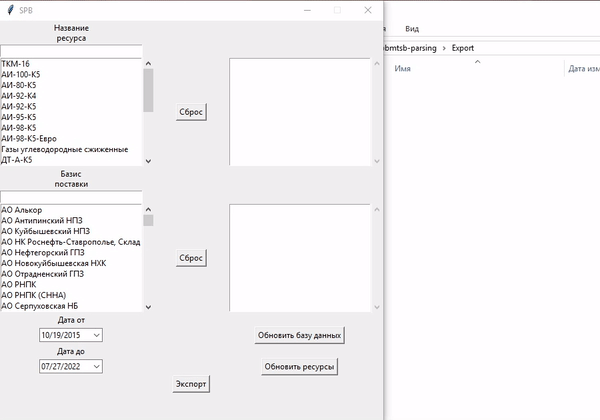 SPB
Название
ресурса
ТКМ-16
АИ-100-К5
АИ-80-К5
АИ-92-К4
АИ-92-К5
АИ-95-К5
АИ-98-К5
АИ-98-К5-Евро
Газы углеводородные сжиженные
ДТ-А-К5
Сброс
Базис
поставки
АО Алькор
АО Антипинский НПЗ
АО Куйбышевский НПЗ
АО НК Роснефть-Ставрополье, Склад
АО Нефтегорский ГПЗ
АО Новокуйбышевская НХК
АО Отрадненский ГПЗ
АО РНПК
АО РНПК (СННА)
АО Серпуховская НБ
Сброс
Дата от
10/19/2015
Дата до
07/27/2022
Обновить базу данных
Обновить ресурсы
Экспорт
Вид
bmtsb-parsing › Export
Имя
Дата изм